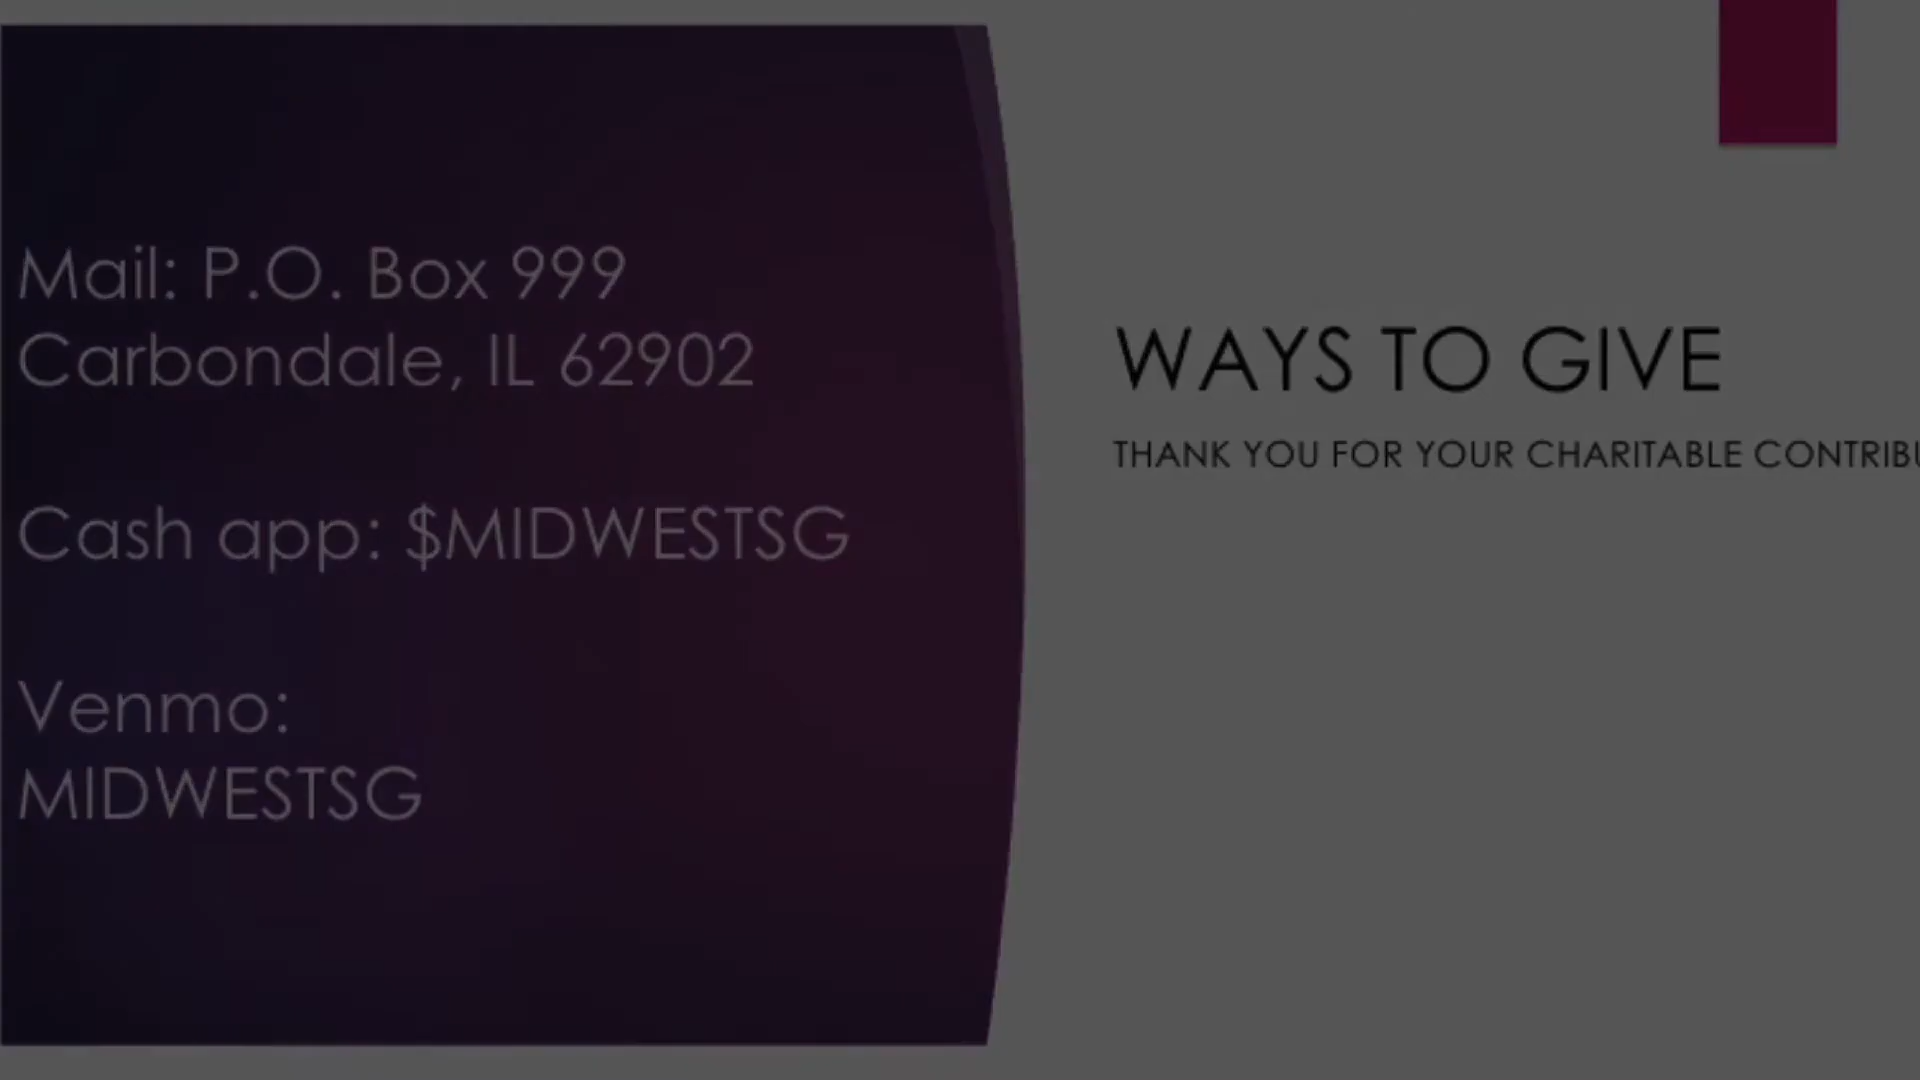 Mail: P.O. Box 999
Carbondale, IL 62902
Cash app: $MIDWESTSG
Venmo:
MIDWESTSG
WAYS TO GIVE
THANK YOU FOR YOUR CHARITABLE